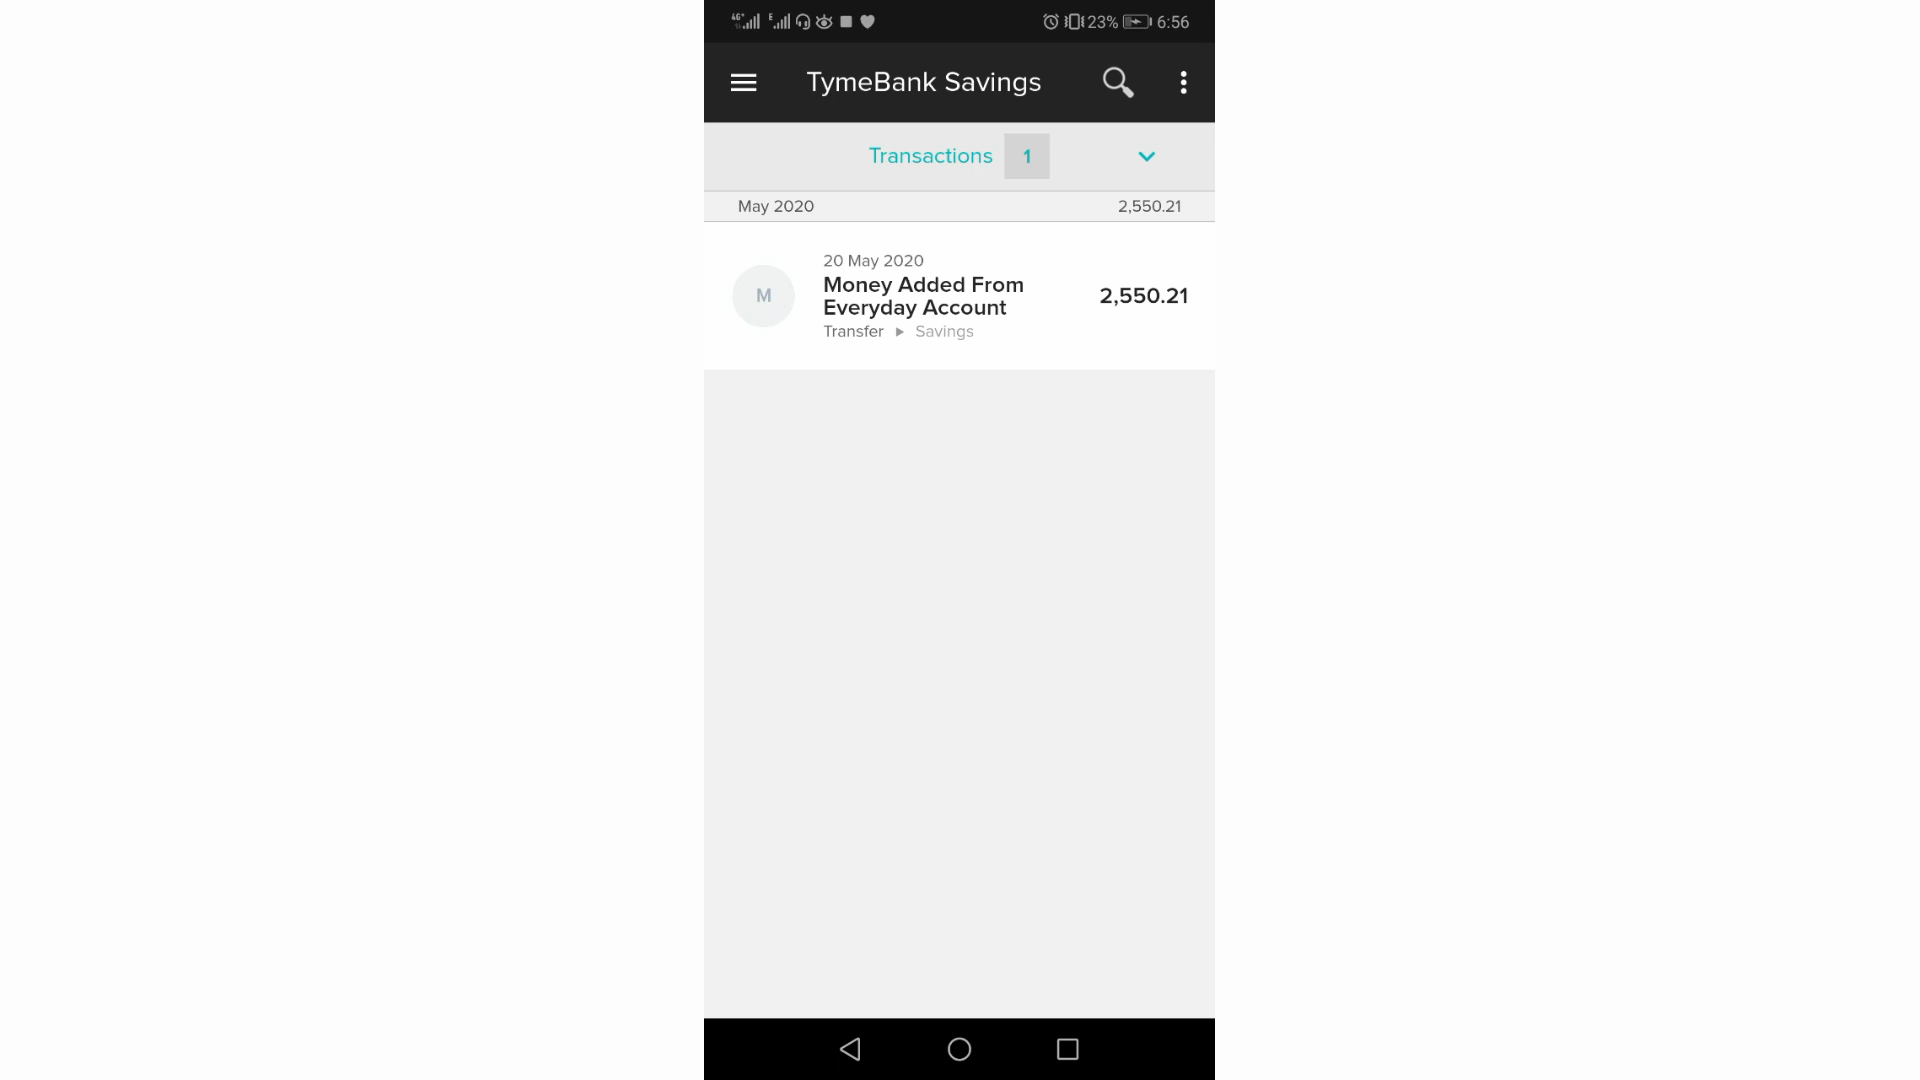 4G+ E 23% 6:56
TymeBank Savings
Transactions 1
May 2020 2,550.21
20 May 2020
M Money Added From 2,550.21
Everyday Account
Transfer ▶ Savings